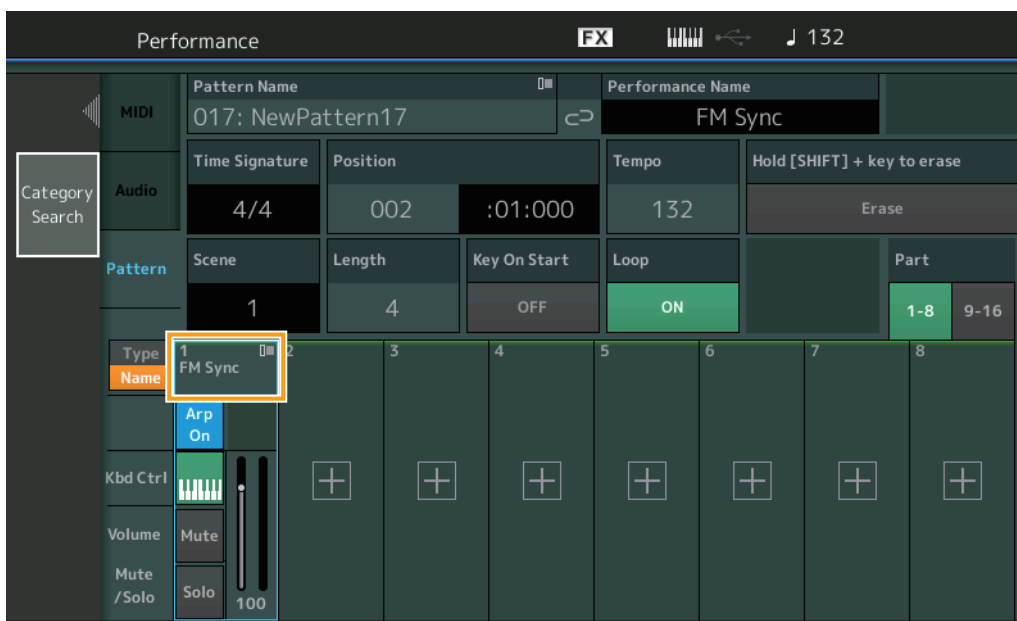 Performance
FX
♩ 132
Pattern Name
Performance Name
MIDI
017: NewPattern17
FM Sync
Time Signature
Position
Tempo
Hold [SHIFT] + key to erase
Category
Search
Audio
4/4
002
:01:000
132
Erase
Pattern
Scene
Length
Key On Start
Loop
Part
1
4
OFF
ON
1-8
9-16
Type
Name
1
FM Sync
2
3
4
5
6
7
8
Arp
On
Kbd Ctrl
Volume
Mute
Mute
/Solo
Solo
100